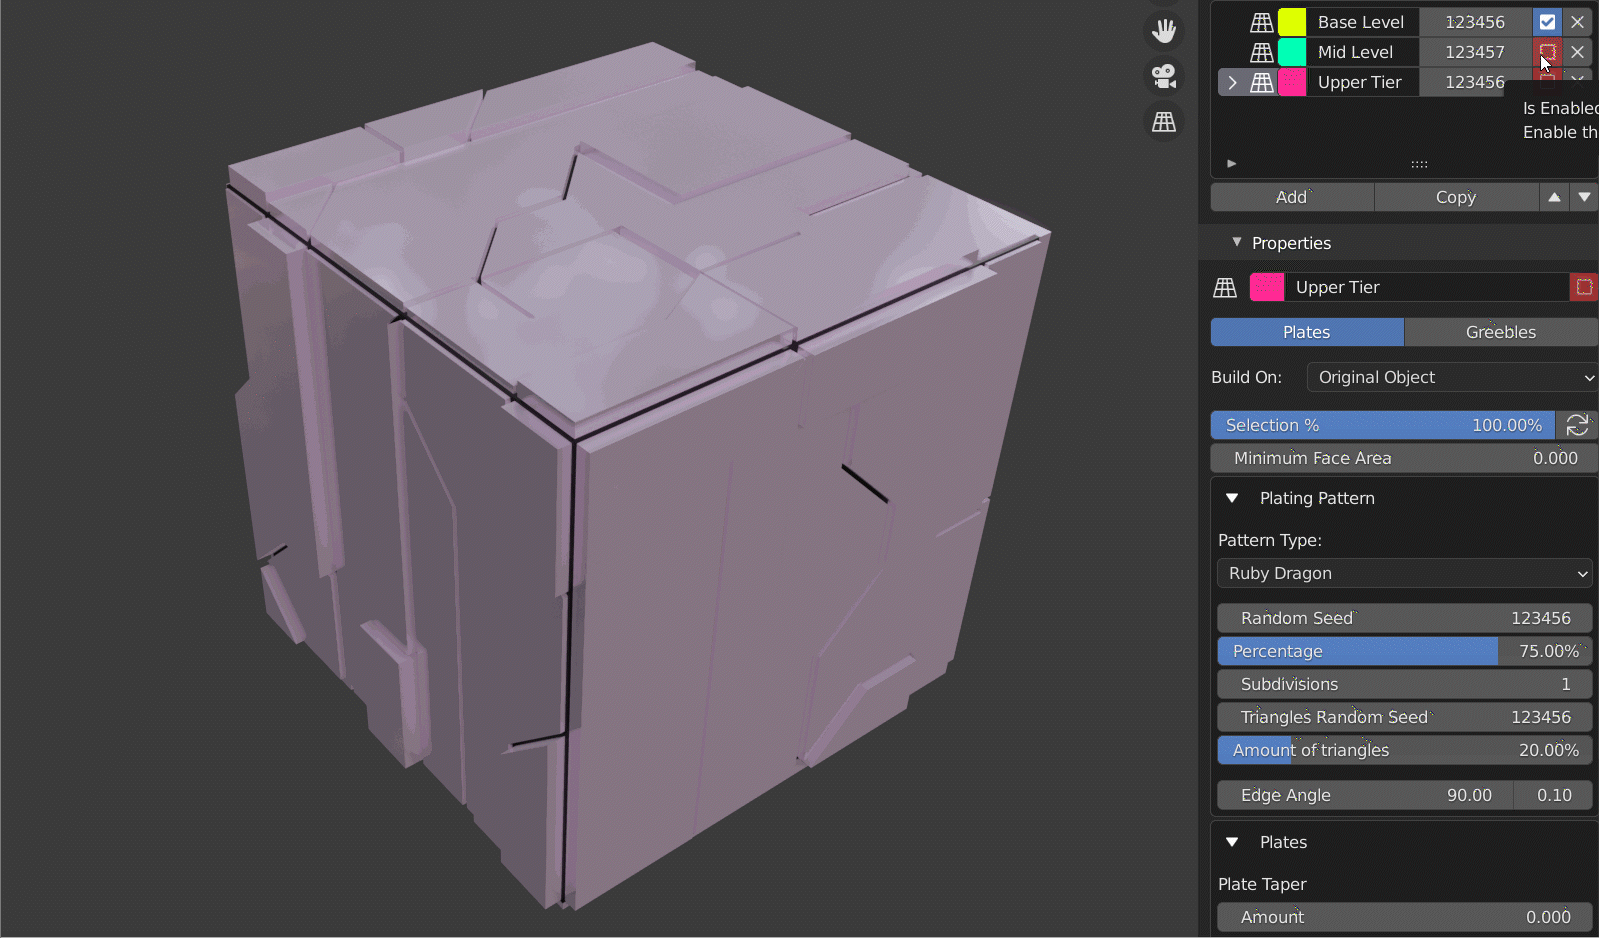 Base Level 123456
Mid Level 123457
Upper Tier 123456
Is Enabled
Enable th
Add Copy
Properties
Upper Tier
Plates Greebles
Build On: Original Object
Selection % 100.00%
Minimum Face Area 0.000
Plating Pattern
Pattern Type:
Ruby Dragon
Random Seed 123456
Percentage 75.00%
Subdivisions 1
Triangles Random Seed 123456
Amount of triangles 20.00%
Edge Angle 90.00 0.10
Plates
Plate Taper
Amount 0.000